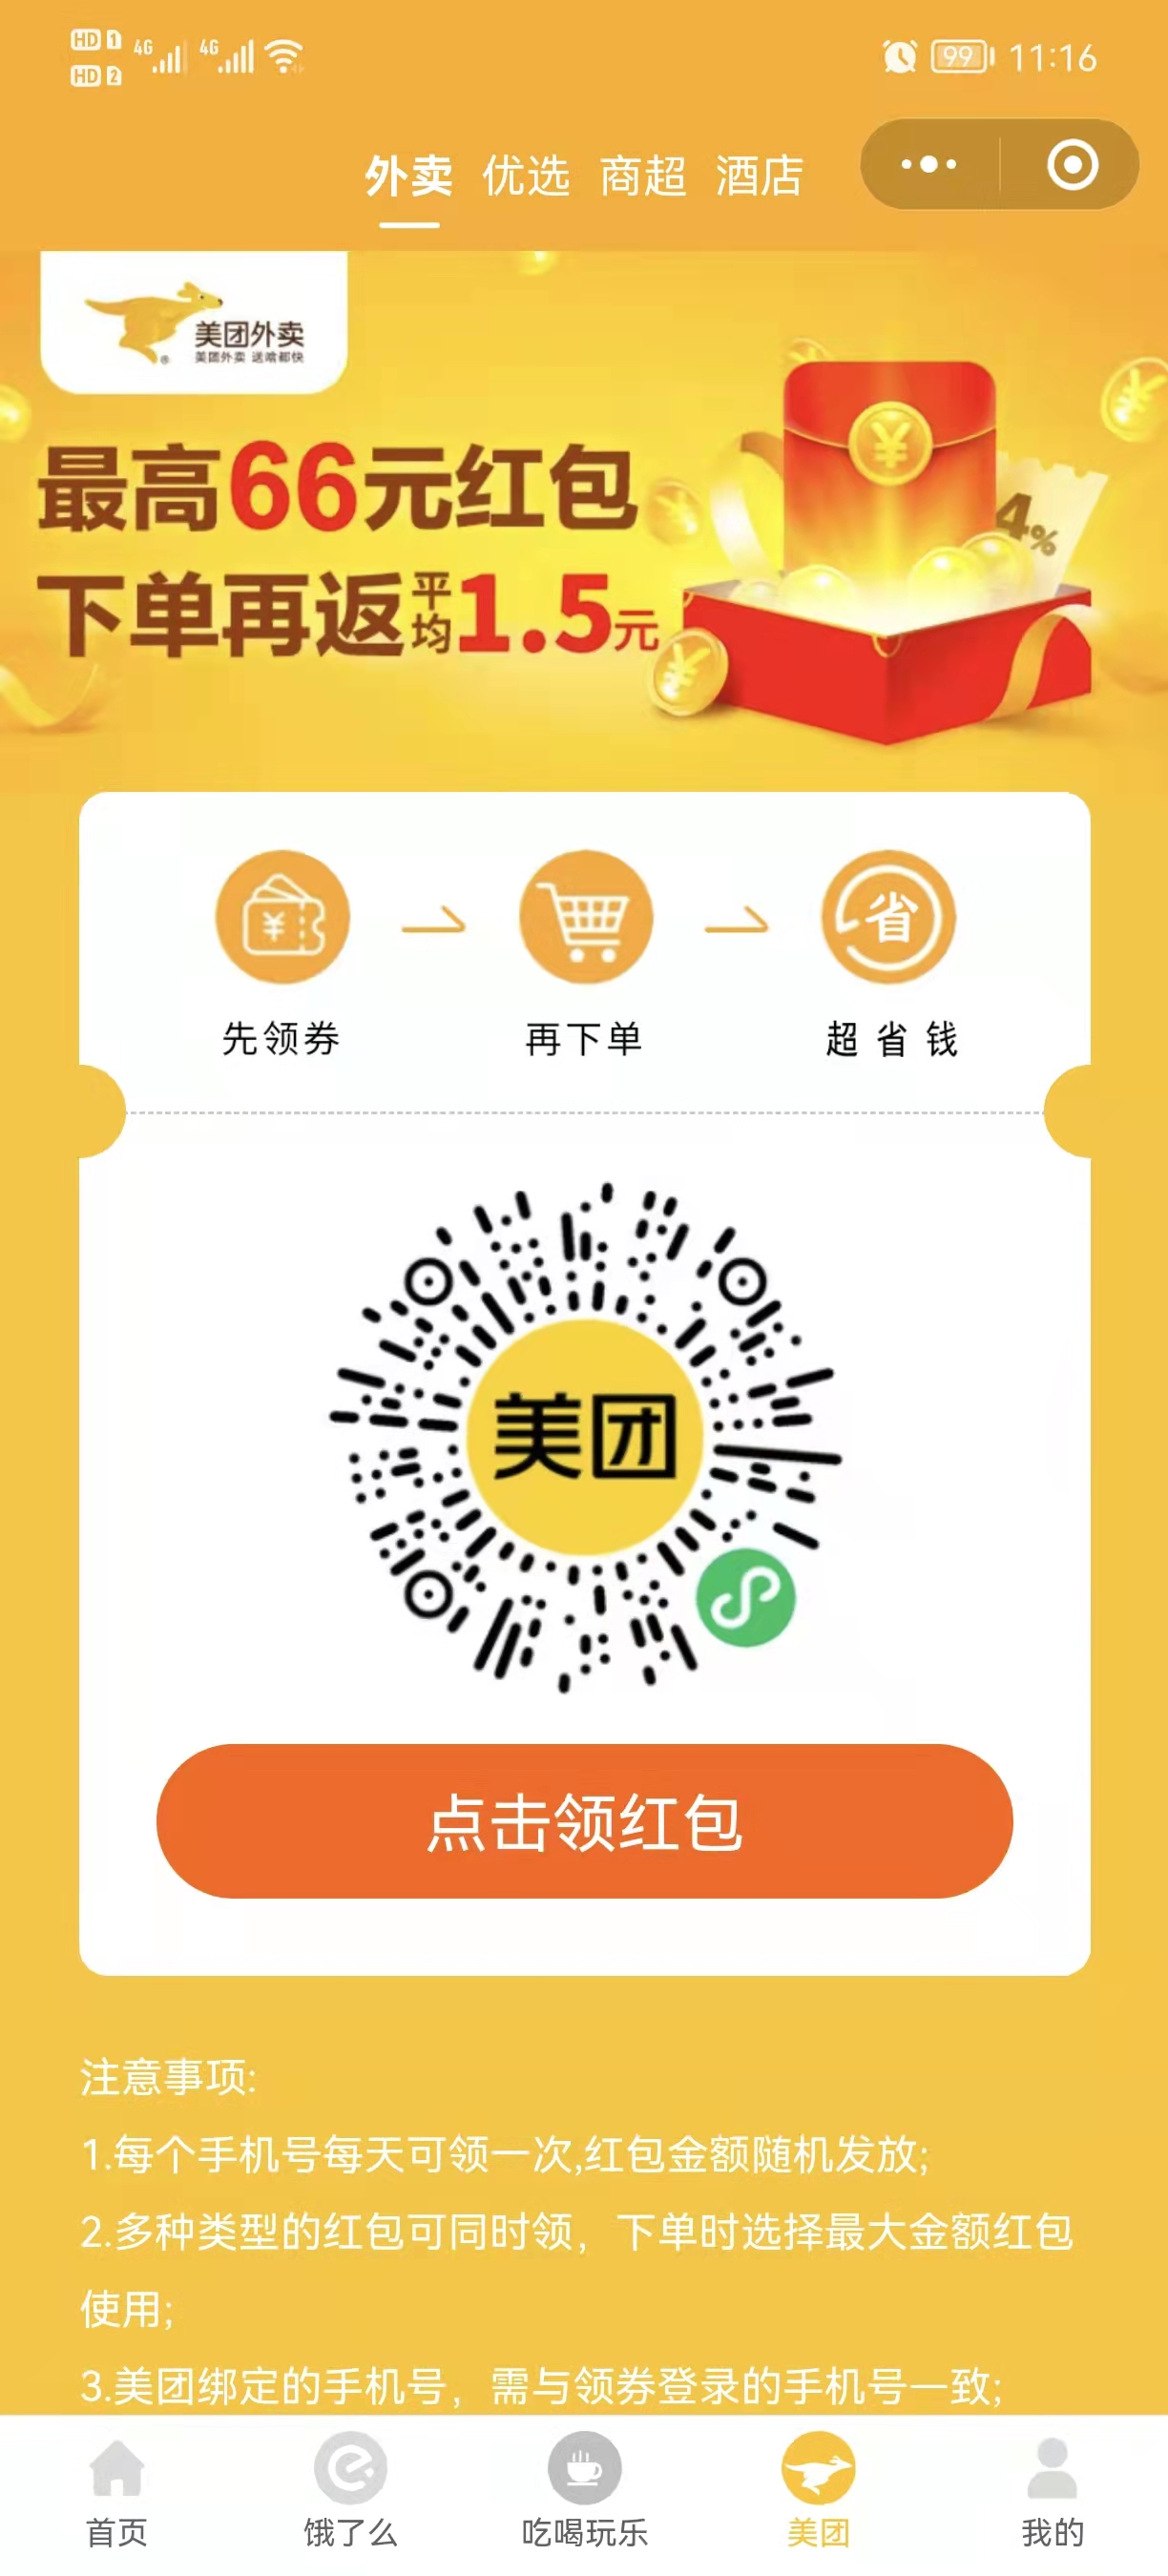 HD 1 4G 4G 99 11:16
HD 2
外卖 优选 商超 酒店
美团外卖
美团外卖 送啥都快
最高66元红包
下单再返平均1.5元
4%
先领券 再下单 超省钱
省
美团
点击领红包
注意事项:
1.每个手机号每天可领一次,红包金额随机发放;
2.多种类型的红包可同时领，下单时选择最大金额红包
使用;
3.美团绑定的手机号，需与领券登录的手机号一致;
首页 饿了么 吃喝玩乐 美团 我的